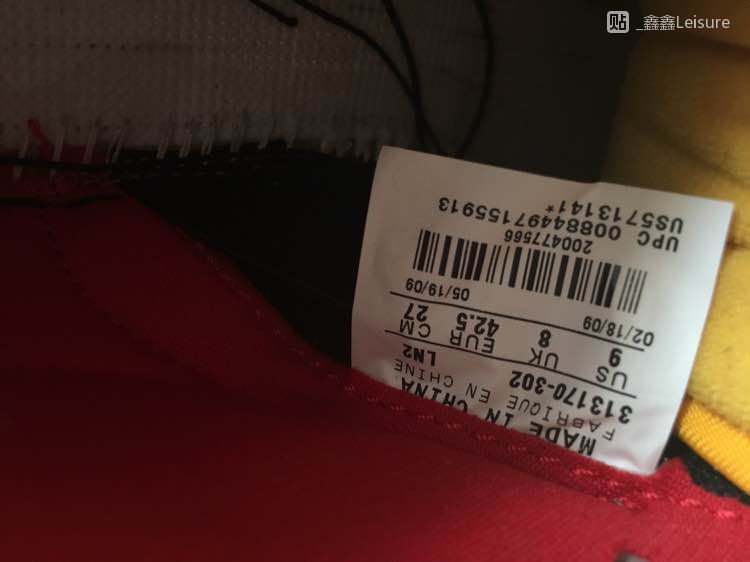 贴 _鑫鑫Leisure
MADE IN CHINA
FABRIQUE EN CHINE
313170-302 LN2
US UK EUR CM
9 8 42.5 27
02/18/09 05/19/09
200477566
UPC 00884497155913
US5713141*